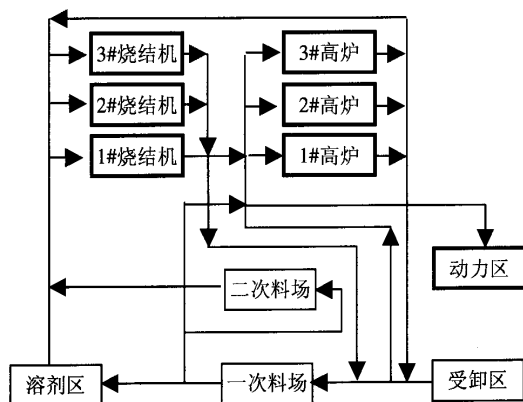 3#烧结机
3#高炉
2#烧结机
2#高炉
1#烧结机
1#高炉
动力区
二次料场
溶剂区
一次料场
受卸区